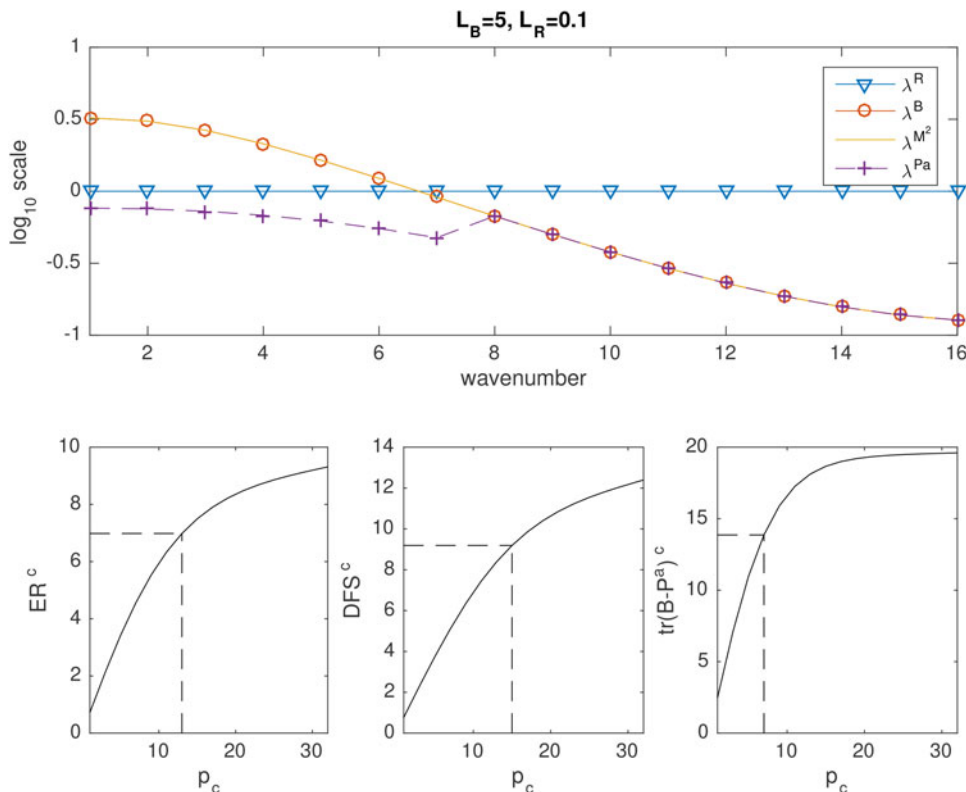 L_B=5, L_R=0.1
1
0.5
0
-0.5
-1
log_10 scale
2 4 6 8 10 12 14 16
wavenumber
λ^R
λ^B
λ^M^2
λ^Pa
10
8
6
4
2
0
ER^c
10 20 30
p_c
14
12
10
8
6
4
2
0
DFS^c
10 20 30
p_c
20
15
10
5
0
tr(B-P^a)^c
10 20 30
p_c